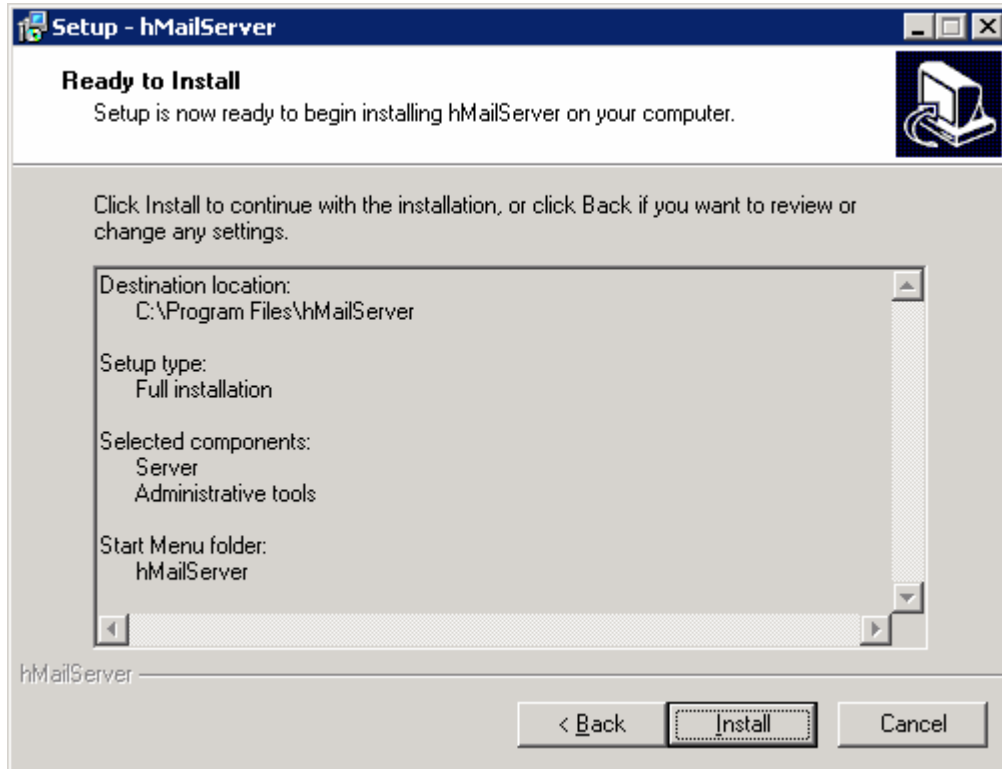 Setup - hMailServer
Ready to Install
Setup is now ready to begin installing hMailServer on your computer.
Click Install to continue with the installation, or click Back if you want to review or
change any settings.
Destination location:
C:\Program Files\hMailServer
Setup type:
Full installation
Selected components:
Server
Administrative tools
Start Menu folder:
hMailServer
hMailServer
< Back
Install
Cancel